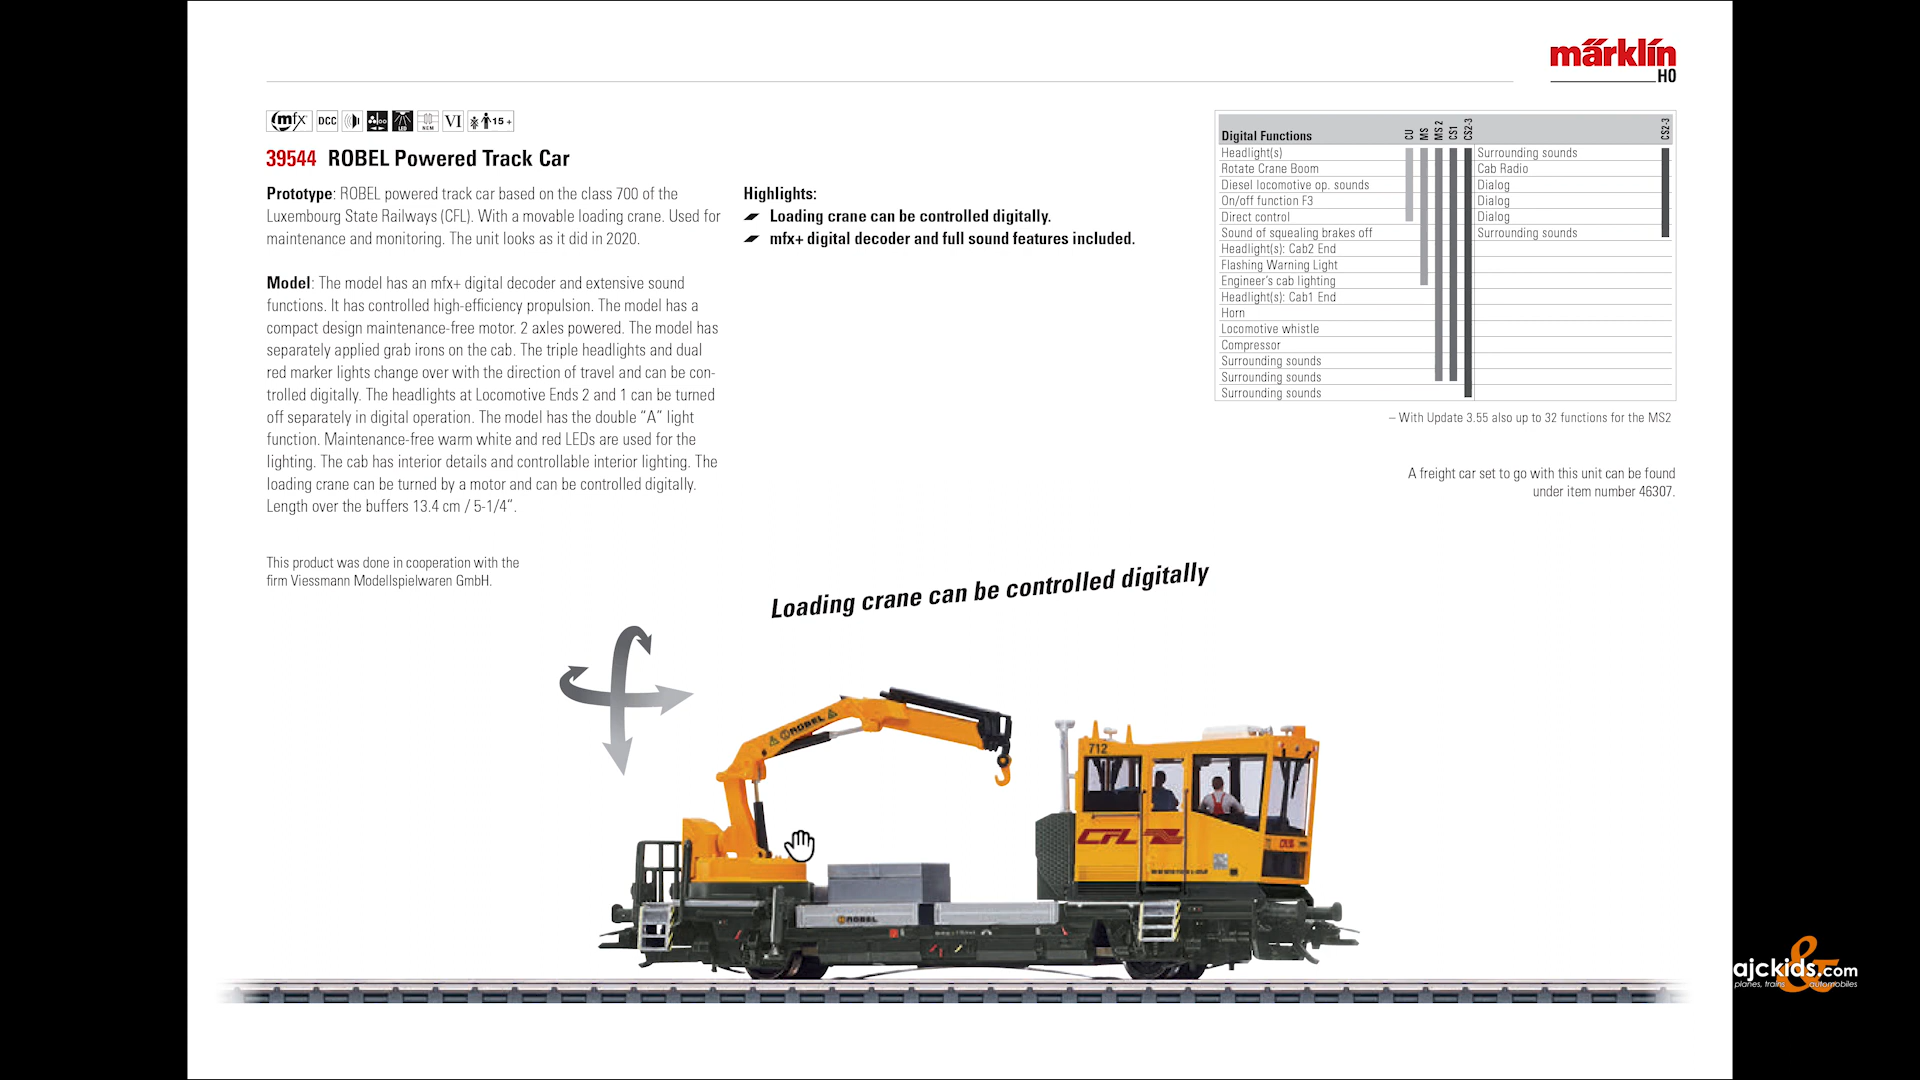 märklín
H0
mfx DCC LED NEM VI 15 +
39544 ROBEL Powered Track Car
Prototype: ROBEL powered track car based on the class 700 of the
Luxembourg State Railways (CFL). With a movable loading crane. Used for
maintenance and monitoring. The unit looks as it did in 2020.
Model: The model has an mfx+ digital decoder and extensive sound
functions. It has controlled high-efficiency propulsion. The model has a
compact design maintenance-free motor. 2 axles powered. The model has
separately applied grab irons on the cab. The triple headlights and dual
red marker lights change over with the direction of travel and can be con-
trolled digitally. The headlights at Locomotive Ends 2 and 1 can be turned
off separately in digital operation. The model has the double “A” light
function. Maintenance-free warm white and red LEDs are used for the
lighting. The cab has interior details and controllable interior lighting. The
loading crane can be turned by a motor and can be controlled digitally.
Length over the buffers 13.4 cm / 5-1/4”.
This product was done in cooperation with the
firm Viessmann Modellspielwaren GmbH.
Highlights:
Loading crane can be controlled digitally.
mfx+ digital decoder and full sound features included.
Digital Functions CU MS MS 2 CS1 CS2-3 CS2-3
Headlight(s) Surrounding sounds
Rotate Crane Boom Cab Radio
Diesel locomotive op. sounds Dialog
On/off function F3 Dialog
Direct control Dialog
Sound of squealing brakes off Surrounding sounds
Headlight(s): Cab2 End
Flashing Warning Light
Engineer’s cab lighting
Headlight(s): Cab1 End
Horn
Locomotive whistle
Compressor
Surrounding sounds
Surrounding sounds
Surrounding sounds
– With Update 3.55 also up to 32 functions for the MS2
A freight car set to go with this unit can be found
under item number 46307.
Loading crane can be controlled digitally
ROBEL
712
CFL
ROBEL
ajckids.com
planes, trains & automobiles